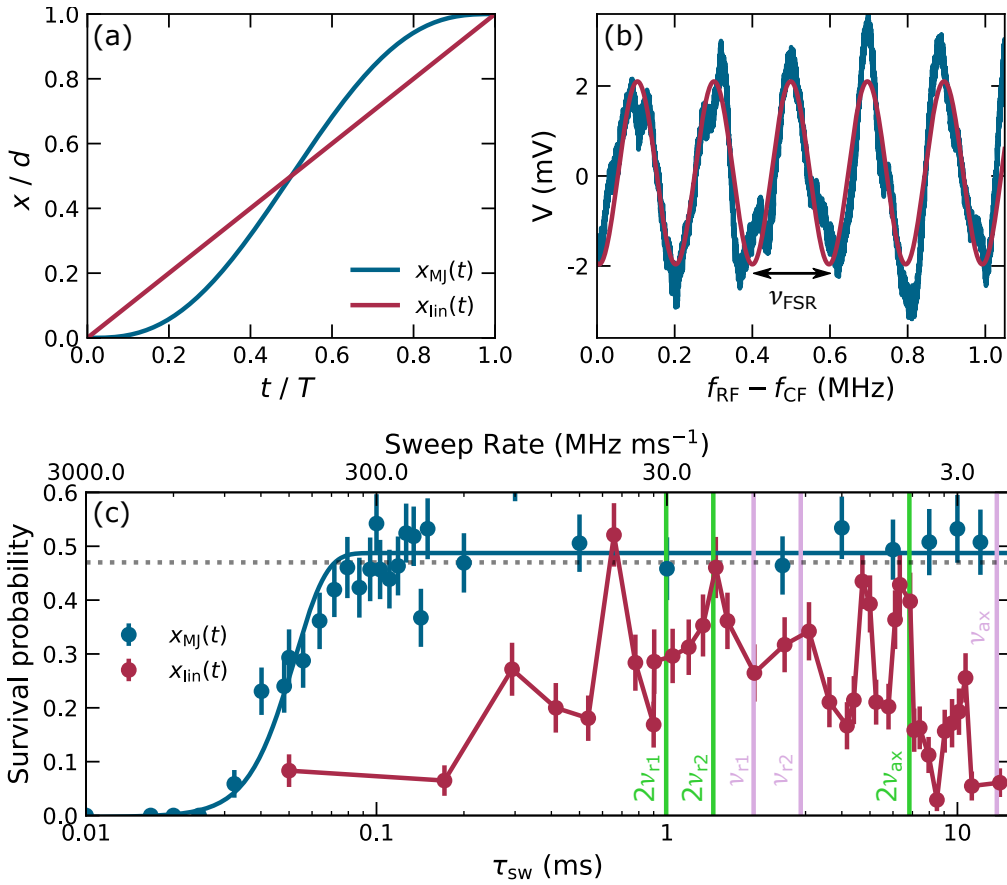 (a)
x / d
1.0
0.8
0.6
0.4
0.2
0.0
x_MJ(t)
x_lin(t)
0.0 0.2 0.4 0.6 0.8 1.0
t / T
(b)
V (mV)
2
0
-2
ν_FSR
0.0 0.2 0.4 0.6 0.8 1.0
f_RF − f_CF (MHz)
Sweep Rate (MHz ms⁻¹)
3000.0 300.0 30.0 3.0
(c)
Survival probability
0.6
0.5
0.4
0.3
0.2
0.1
0.0
x_MJ(t)
x_lin(t)
2ν_r1
2ν_r2
ν_r1
ν_r2
2ν_ax
ν_ax
0.01 0.1 1 10
τ_sw (ms)